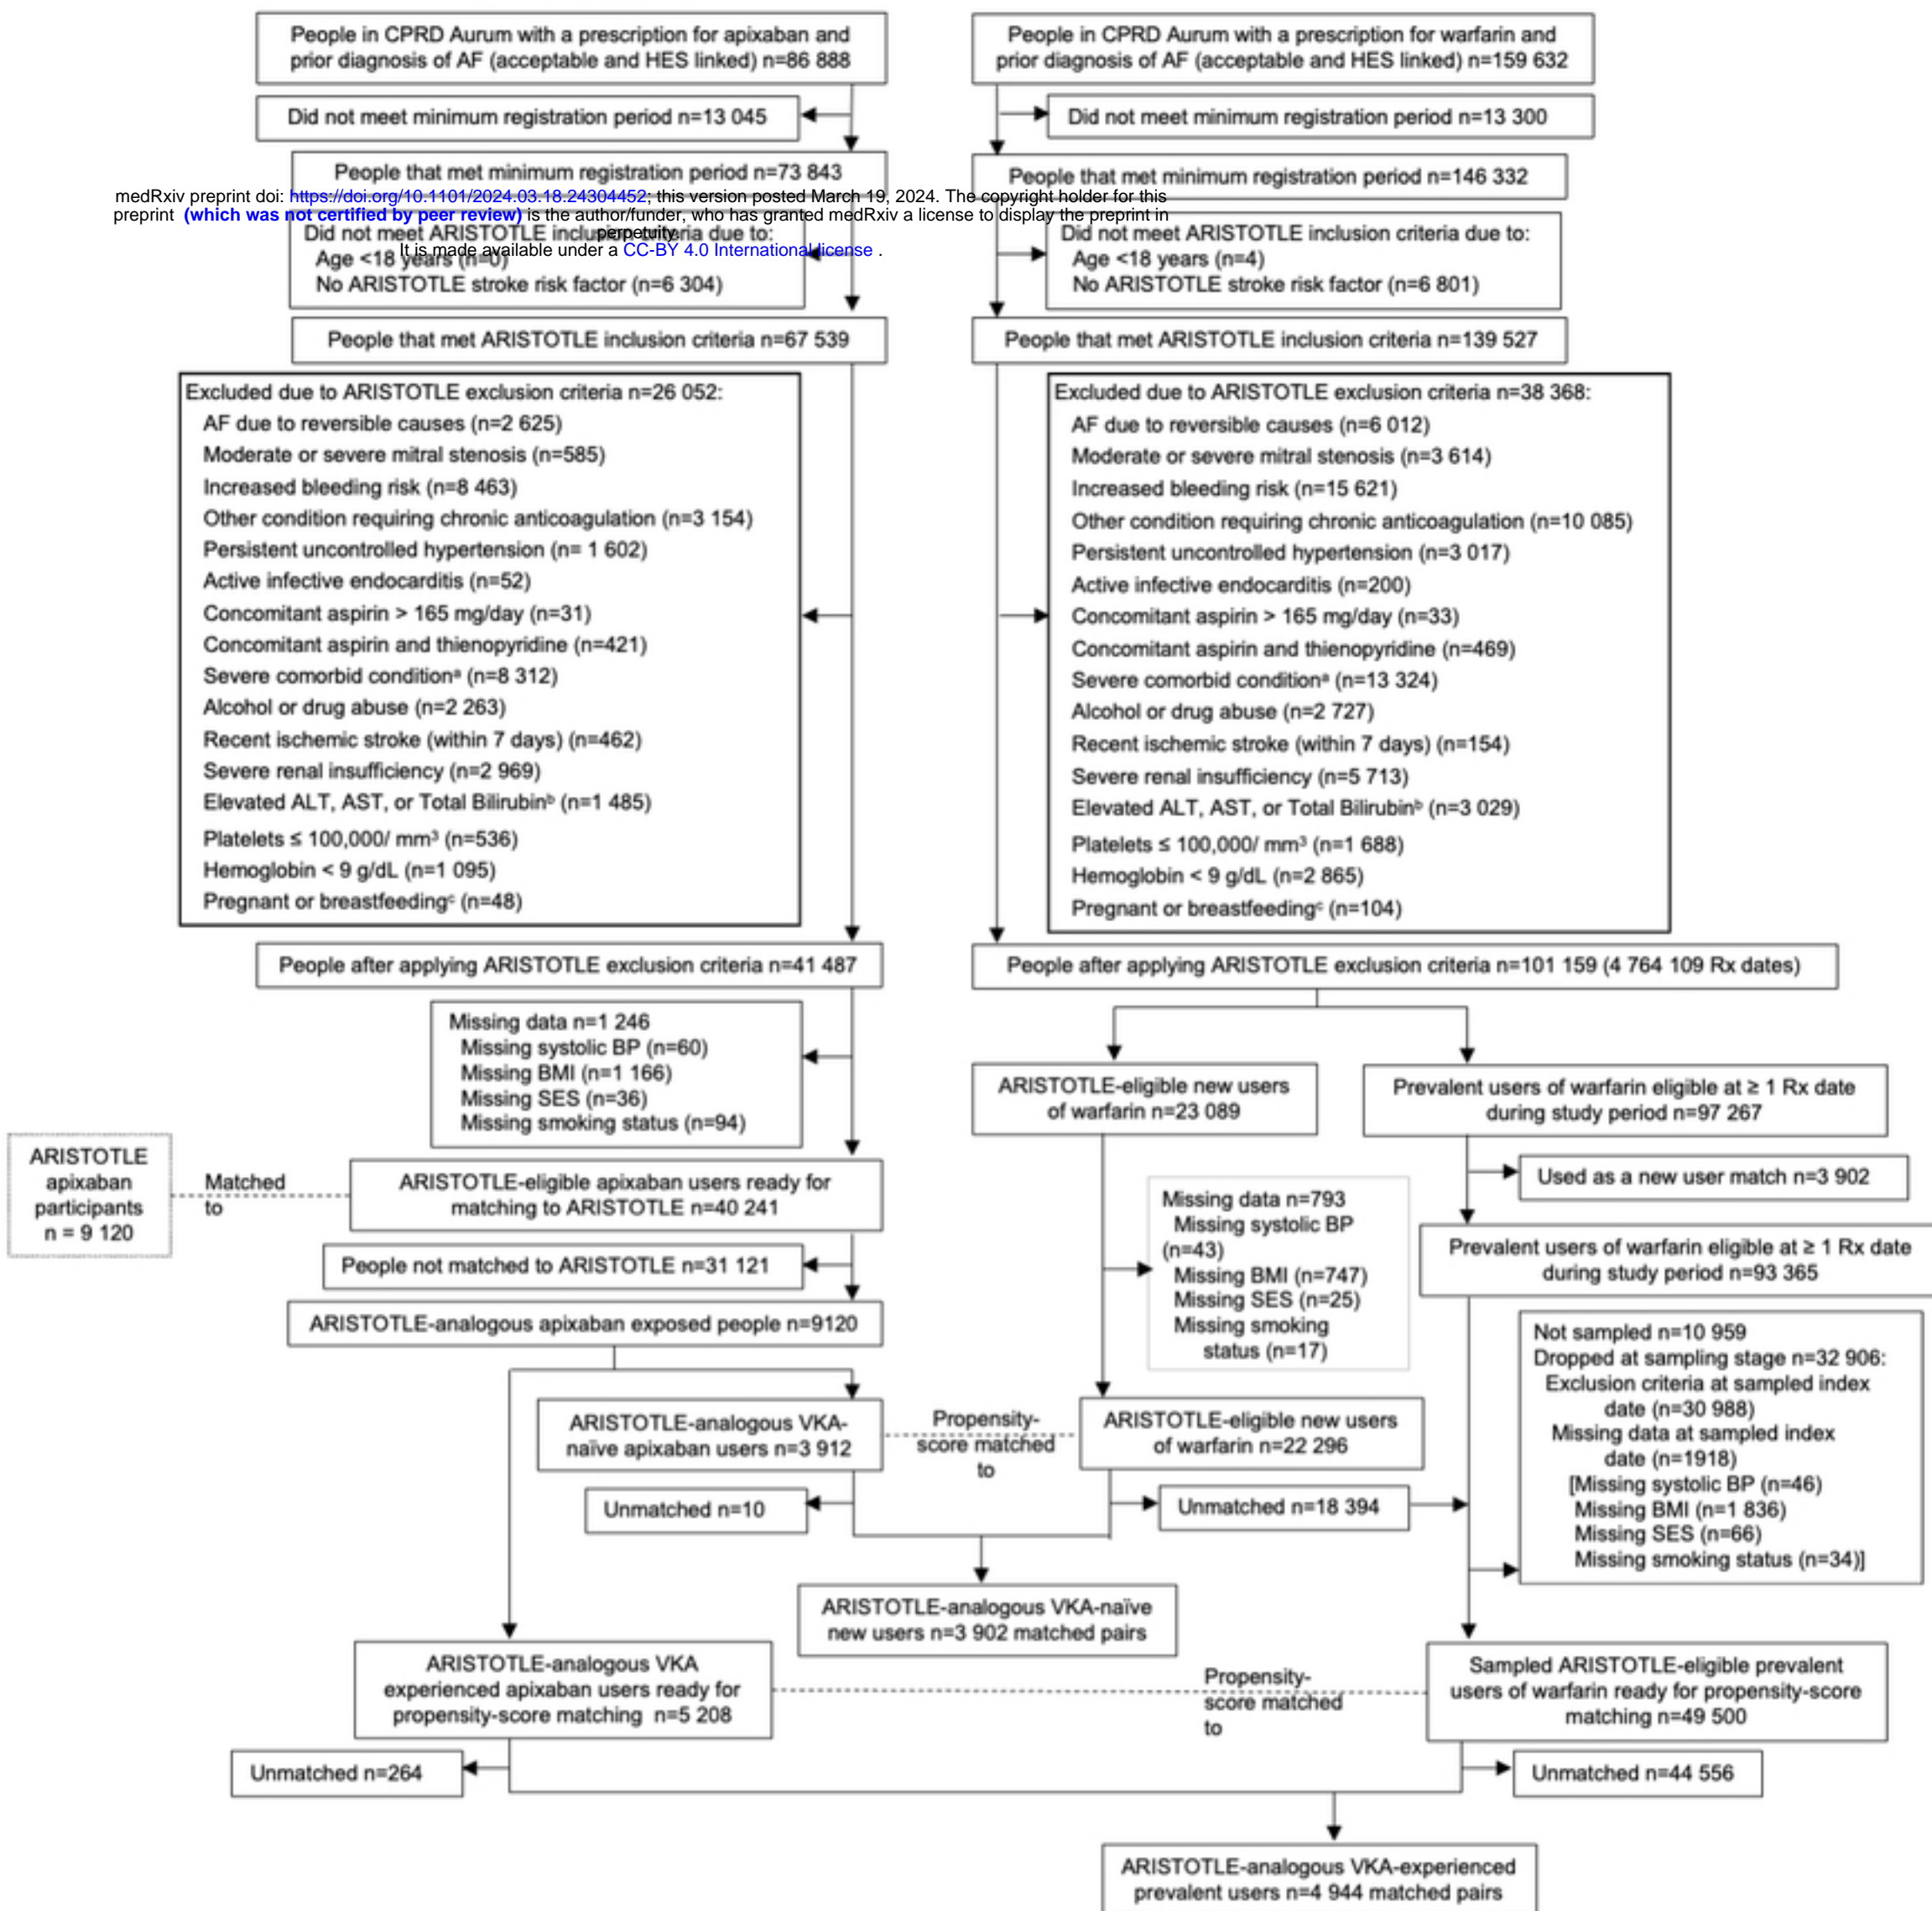 People in CPRD Aurum with a prescription for apixaban and
prior diagnosis of AF (acceptable and HES linked) n=86 888
People in CPRD Aurum with a prescription for warfarin and
prior diagnosis of AF (acceptable and HES linked) n=159 632
Did not meet minimum registration period n=13 045
Did not meet minimum registration period n=13 300
People that met minimum registration period n=73 843
People that met minimum registration period n=146 332
medRxiv preprint doi: https://doi.org/10.1101/2024.03.18.24304452; this version posted March 19, 2024. The copyright holder for this
preprint (which was not certified by peer review) is the author/funder, who has granted medRxiv a license to display the preprint in
perpetuity.
It is made available under a CC-BY 4.0 International license .
Did not meet ARISTOTLE inclusion criteria due to:
Age <18 years (n=0)
No ARISTOTLE stroke risk factor (n=6 304)
Did not meet ARISTOTLE inclusion criteria due to:
Age <18 years (n=4)
No ARISTOTLE stroke risk factor (n=6 801)
People that met ARISTOTLE inclusion criteria n=67 539
People that met ARISTOTLE inclusion criteria n=139 527
Excluded due to ARISTOTLE exclusion criteria n=26 052:
AF due to reversible causes (n=2 625)
Moderate or severe mitral stenosis (n=585)
Increased bleeding risk (n=8 463)
Other condition requiring chronic anticoagulation (n=3 154)
Persistent uncontrolled hypertension (n= 1 602)
Active infective endocarditis (n=52)
Concomitant aspirin > 165 mg/day (n=31)
Concomitant aspirin and thienopyridine (n=421)
Severe comorbid conditionᵃ (n=8 312)
Alcohol or drug abuse (n=2 263)
Recent ischemic stroke (within 7 days) (n=462)
Severe renal insufficiency (n=2 969)
Elevated ALT, AST, or Total Bilirubinᵇ (n=1 485)
Platelets ≤ 100,000/ mm³ (n=536)
Hemoglobin < 9 g/dL (n=1 095)
Pregnant or breastfeedingᶜ (n=48)
Excluded due to ARISTOTLE exclusion criteria n=38 368:
AF due to reversible causes (n=6 012)
Moderate or severe mitral stenosis (n=3 614)
Increased bleeding risk (n=15 621)
Other condition requiring chronic anticoagulation (n=10 085)
Persistent uncontrolled hypertension (n=3 017)
Active infective endocarditis (n=200)
Concomitant aspirin > 165 mg/day (n=33)
Concomitant aspirin and thienopyridine (n=469)
Severe comorbid conditionᵃ (n=13 324)
Alcohol or drug abuse (n=2 727)
Recent ischemic stroke (within 7 days) (n=154)
Severe renal insufficiency (n=5 713)
Elevated ALT, AST, or Total Bilirubinᵇ (n=3 029)
Platelets ≤ 100,000/ mm³ (n=1 688)
Hemoglobin < 9 g/dL (n=2 865)
Pregnant or breastfeedingᶜ (n=104)
People after applying ARISTOTLE exclusion criteria n=41 487
People after applying ARISTOTLE exclusion criteria n=101 159 (4 764 109 Rx dates)
Missing data n=1 246
Missing systolic BP (n=60)
Missing BMI (n=1 166)
Missing SES (n=36)
Missing smoking status (n=94)
ARISTOTLE-eligible new users
of warfarin n=23 089
Prevalent users of warfarin eligible at ≥ 1 Rx date
during study period n=97 267
ARISTOTLE
apixaban
participants
n = 9 120
Matched
to
ARISTOTLE-eligible apixaban users ready for
matching to ARISTOTLE n=40 241
Used as a new user match n=3 902
Missing data n=793
Missing systolic BP
(n=43)
Missing BMI (n=747)
Missing SES (n=25)
Missing smoking
status (n=17)
Prevalent users of warfarin eligible at ≥ 1 Rx date
during study period n=93 365
People not matched to ARISTOTLE n=31 121
ARISTOTLE-analogous apixaban exposed people n=9120
Not sampled n=10 959
Dropped at sampling stage n=32 906:
Exclusion criteria at sampled index
date (n=30 988)
Missing data at sampled index
date (n=1918)
[Missing systolic BP (n=46)
Missing BMI (n=1 836)
Missing SES (n=66)
Missing smoking status (n=34)]
ARISTOTLE-analogous VKA-
naïve apixaban users n=3 912
Propensity-
score matched
to
ARISTOTLE-eligible new users
of warfarin n=22 296
Unmatched n=10
Unmatched n=18 394
ARISTOTLE-analogous VKA-naïve
new users n=3 902 matched pairs
ARISTOTLE-analogous VKA
experienced apixaban users ready for
propensity-score matching n=5 208
Propensity-
score matched
to
Sampled ARISTOTLE-eligible prevalent
users of warfarin ready for propensity-score
matching n=49 500
Unmatched n=264
Unmatched n=44 556
ARISTOTLE-analogous VKA-experienced
prevalent users n=4 944 matched pairs